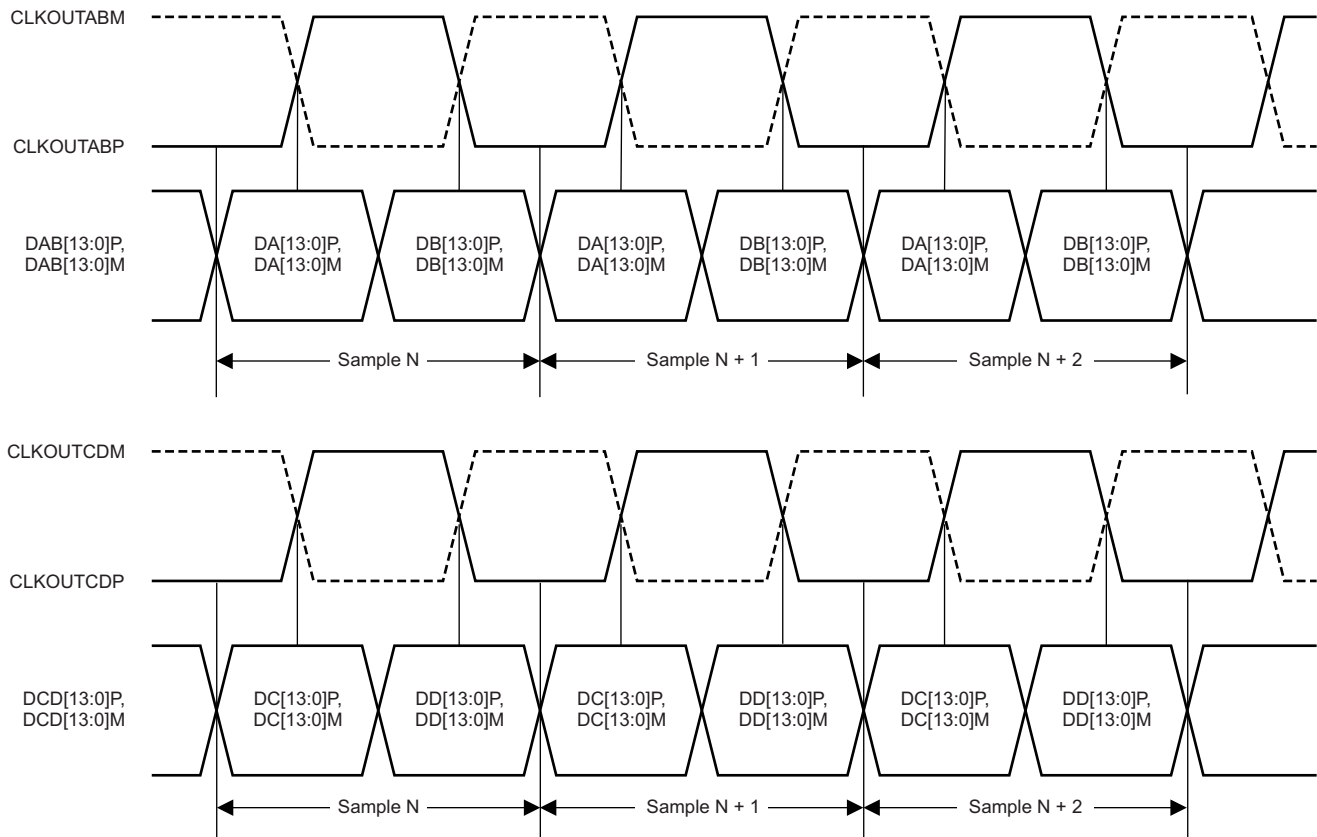 CLKOUTABM
CLKOUTABP
DAB[13:0]P,
DAB[13:0]M
DA[13:0]P,
DA[13:0]M
DB[13:0]P,
DB[13:0]M
DA[13:0]P,
DA[13:0]M
DB[13:0]P,
DB[13:0]M
DA[13:0]P,
DA[13:0]M
DB[13:0]P,
DB[13:0]M
Sample N
Sample N + 1
Sample N + 2
CLKOUTCDM
CLKOUTCDP
DCD[13:0]P,
DCD[13:0]M
DC[13:0]P,
DC[13:0]M
DD[13:0]P,
DD[13:0]M
DC[13:0]P,
DC[13:0]M
DD[13:0]P,
DD[13:0]M
DC[13:0]P,
DC[13:0]M
DD[13:0]P,
DD[13:0]M
Sample N
Sample N + 1
Sample N + 2